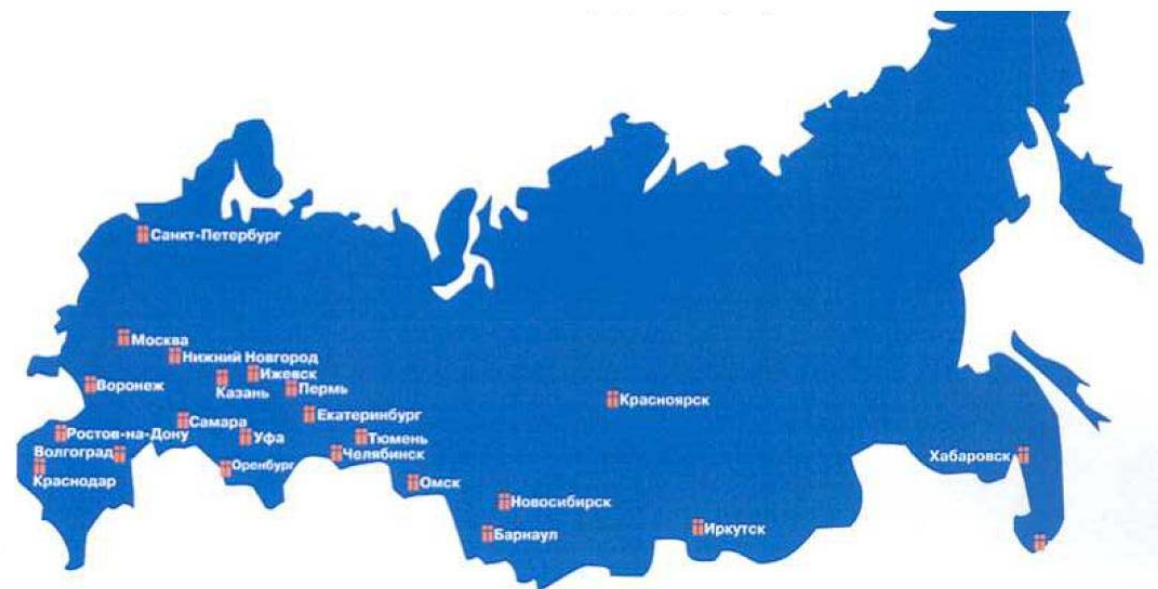 Санкт-Петербург
Москва
Нижний Новгород
Ижевск
Воронеж
Казань
Пермь
Красноярск
Екатеринбург
Самара
Ростов-на-Дону
Уфа
Тюмень
Волгоград
Челябинск
Хабаровск
Оренбург
Краснодар
Омск
Новосибирск
Иркутск
Барнаул